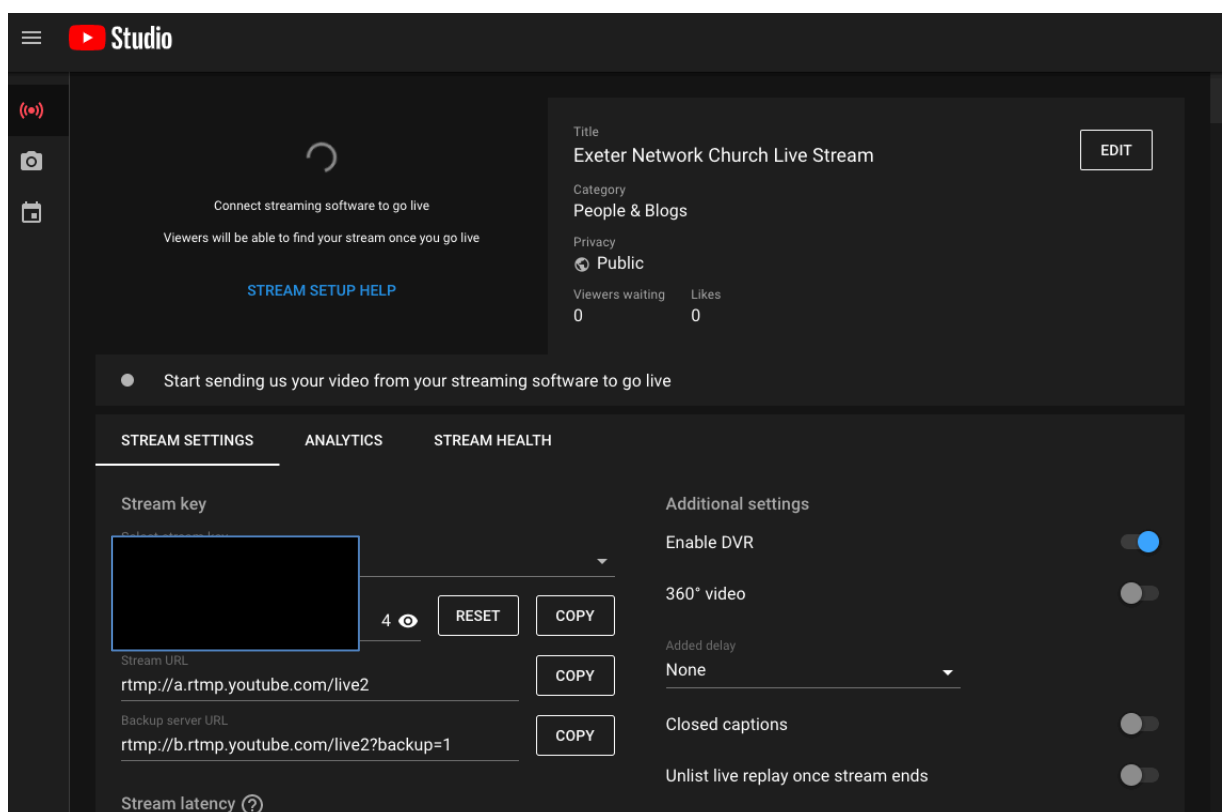 Studio
Connect streaming software to go live
Viewers will be able to find your stream once you go live
STREAM SETUP HELP
Title
Exeter Network Church Live Stream
EDIT
Category
People & Blogs
Privacy
Public
Viewers waiting Likes
0 0
Start sending us your video from your streaming software to go live
STREAM SETTINGS ANALYTICS STREAM HEALTH
Stream key
Select stream key
4 RESET COPY
Stream URL
rtmp://a.rtmp.youtube.com/live2
COPY
Backup server URL
rtmp://b.rtmp.youtube.com/live2?backup=1
COPY
Stream latency ?
Additional settings
Enable DVR
360° video
Added delay
None
Closed captions
Unlist live replay once stream ends